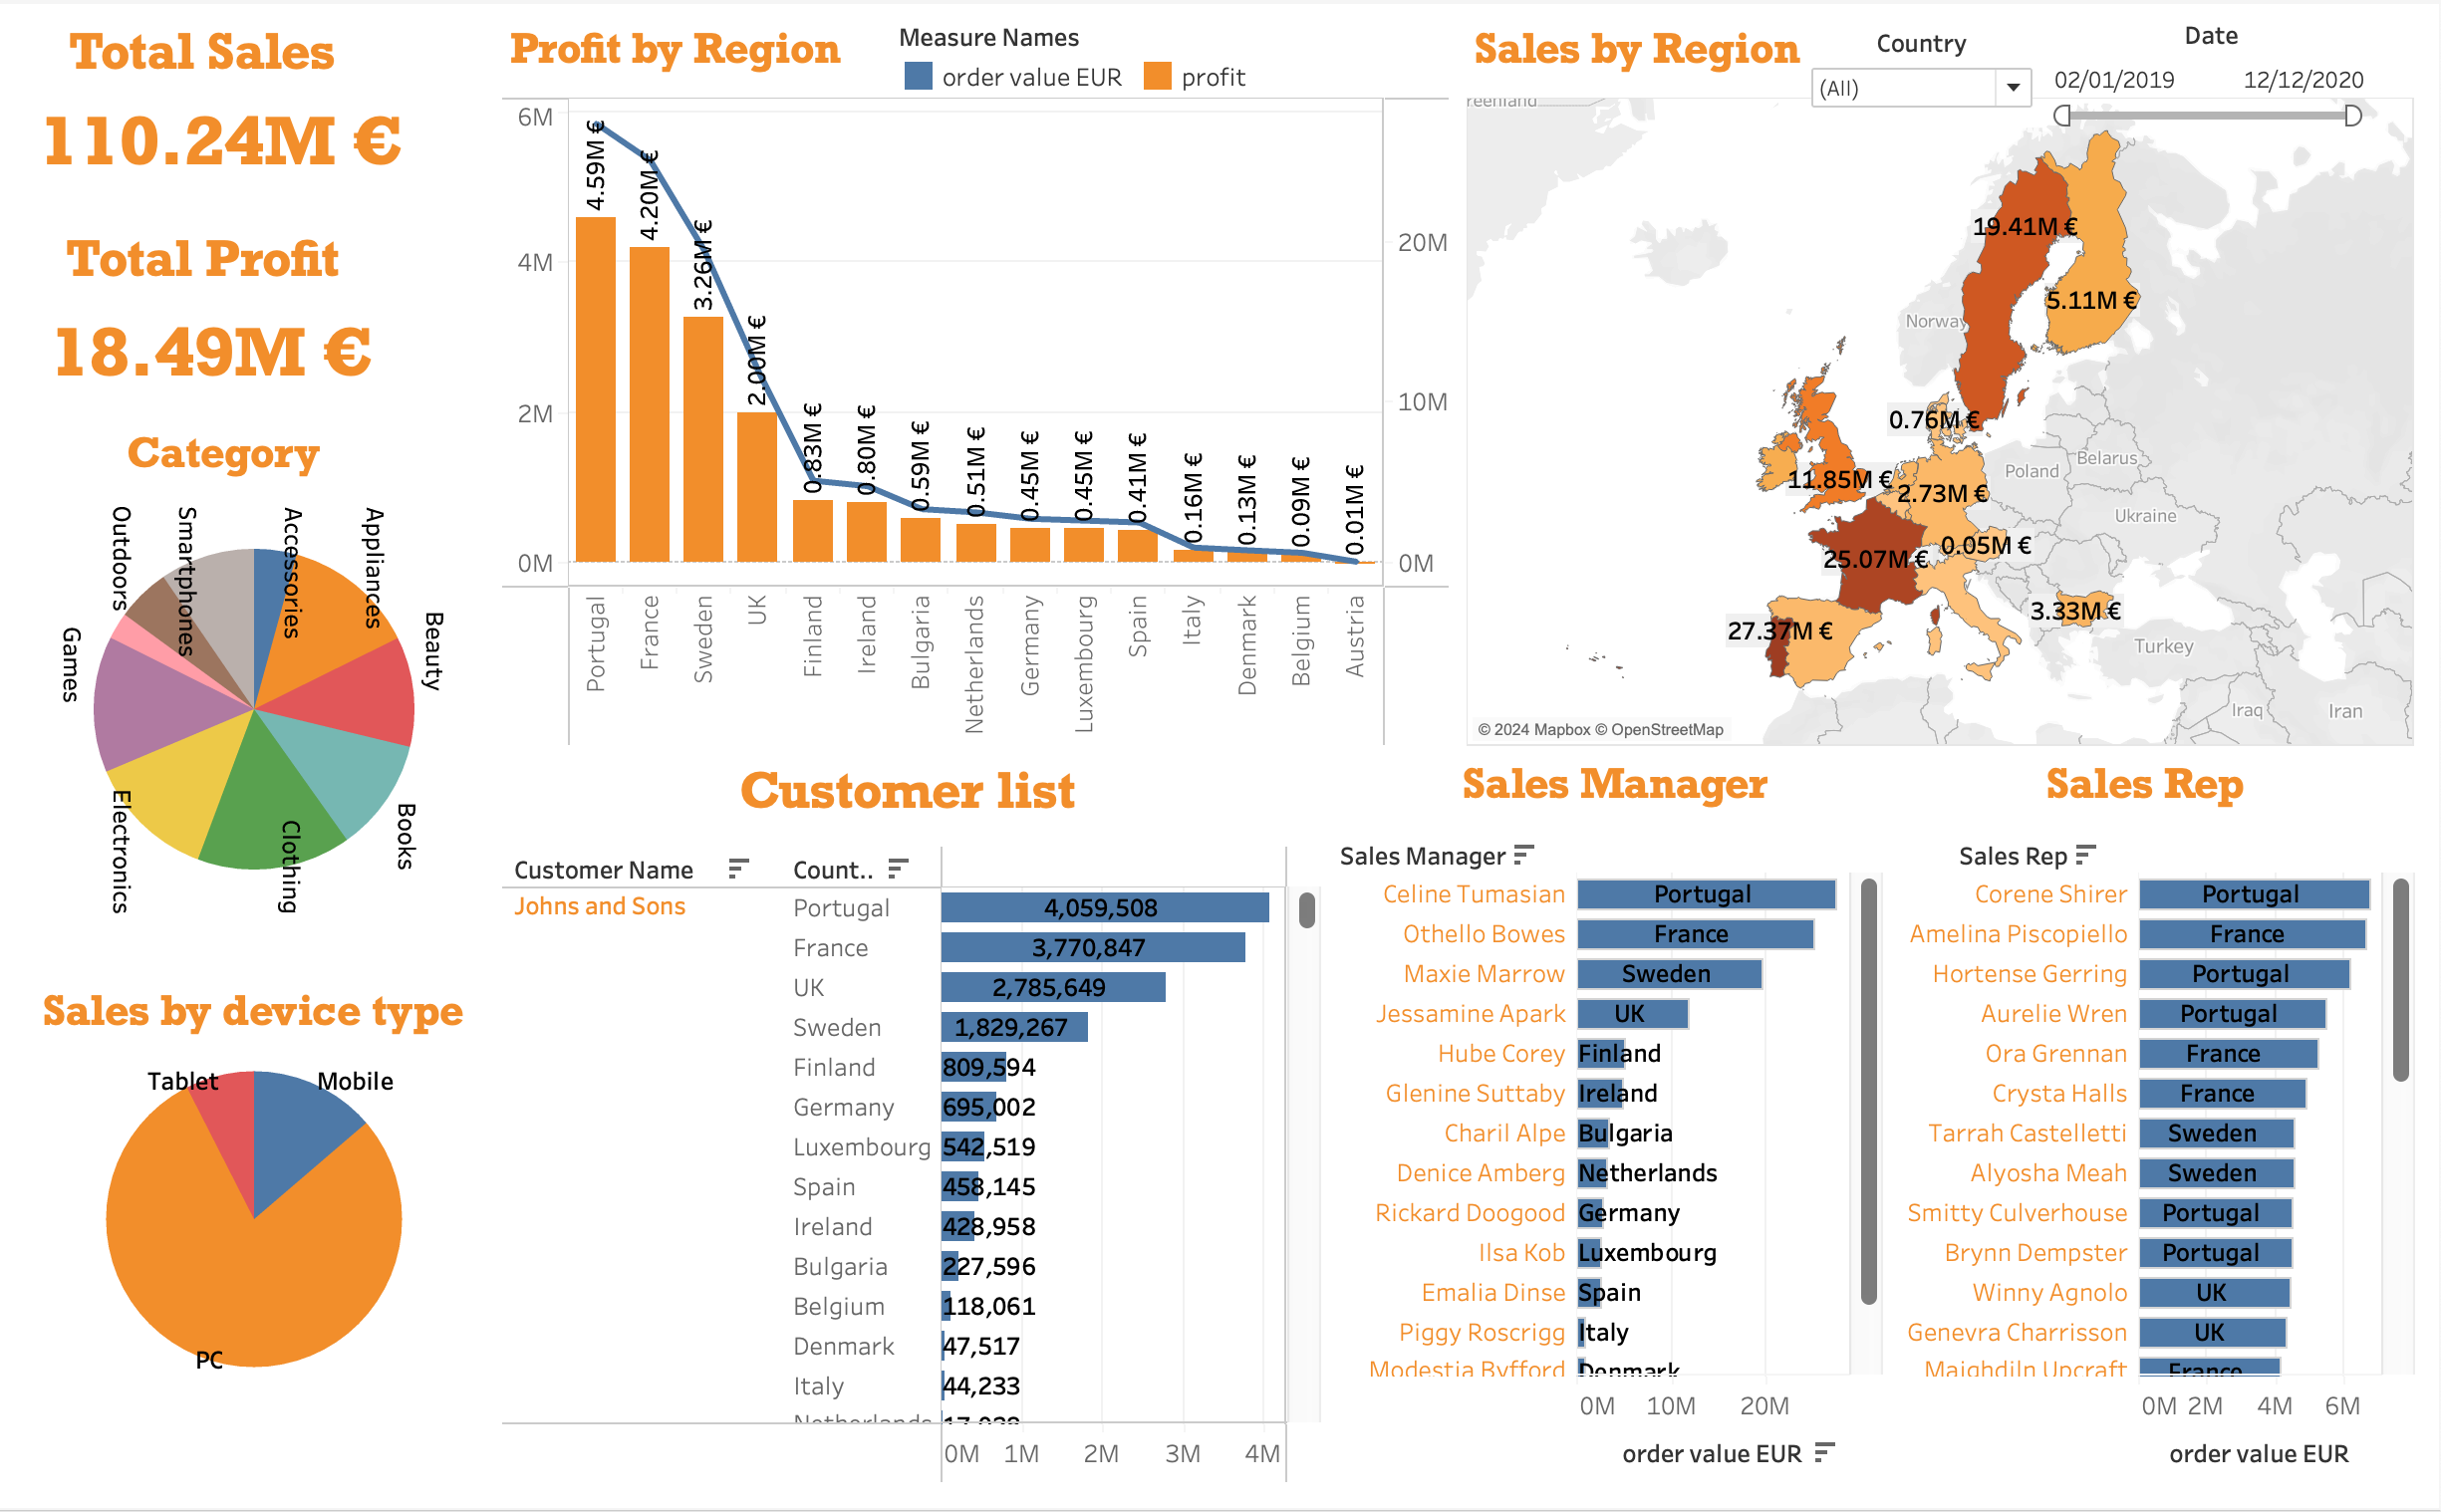 Total Sales
110.24M €
Total Profit
18.49M €
Category
Outdoors
Smartphones
Accessories
Appliances
Games
Beauty
Electronics
Clothing
Books
Sales by device type
Tablet
Mobile
PC
Profit by Region
Measure Names
order value EUR
profit
6M
4M
2M
0M
20M
10M
0M
4.59M €
4.20M €
3.26M €
2.00M €
0.83M €
0.80M €
0.59M €
0.51M €
0.45M €
0.45M €
0.41M €
0.16M €
0.13M €
0.09M €
0.01M €
Portugal
France
Sweden
UK
Finland
Ireland
Bulgaria
Netherlands
Germany
Luxembourg
Spain
Italy
Denmark
Belgium
Austria
Sales by Region
Country
(All)
Date
02/01/2019
12/12/2020
reenland
19.41M €
5.11M €
Norway
0.76M €
Poland
Belarus
11.85M €
2.73M €
Ukraine
0.05M €
25.07M €
3.33M €
27.37M €
Turkey
Iraq
Iran
© 2024 Mapbox © OpenStreetMap
Customer list
Customer Name
Count..
Johns and Sons
Portugal 4,059,508
France 3,770,847
UK 2,785,649
Sweden 1,829,267
Finland 809,594
Germany 695,002
Luxembourg 542,519
Spain 458,145
Ireland 428,958
Bulgaria 227,596
Belgium 118,061
Denmark 47,517
Italy 44,233
Netherlands
0M 1M 2M 3M 4M
Sales Manager
Sales Manager
Celine Tumasian Portugal
Othello Bowes France
Maxie Marrow Sweden
Jessamine Apark UK
Hube Corey Finland
Glenine Suttaby Ireland
Charil Alpe Bulgaria
Denice Amberg Netherlands
Rickard Doogood Germany
Ilsa Kob Luxembourg
Emalia Dinse Spain
Piggy Roscrigg Italy
Modestia Byfford Denmark
0M 10M 20M
order value EUR
Sales Rep
Sales Rep
Corene Shirer Portugal
Amelina Piscopiello France
Hortense Gerring Portugal
Aurelie Wren Portugal
Ora Grennan France
Crysta Halls France
Tarrah Castelletti Sweden
Alyosha Meah Sweden
Smitty Culverhouse Portugal
Brynn Dempster Portugal
Winny Agnolo UK
Genevra Charrisson UK
Maighdiln Upcraft France
0M 2M 4M 6M
order value EUR